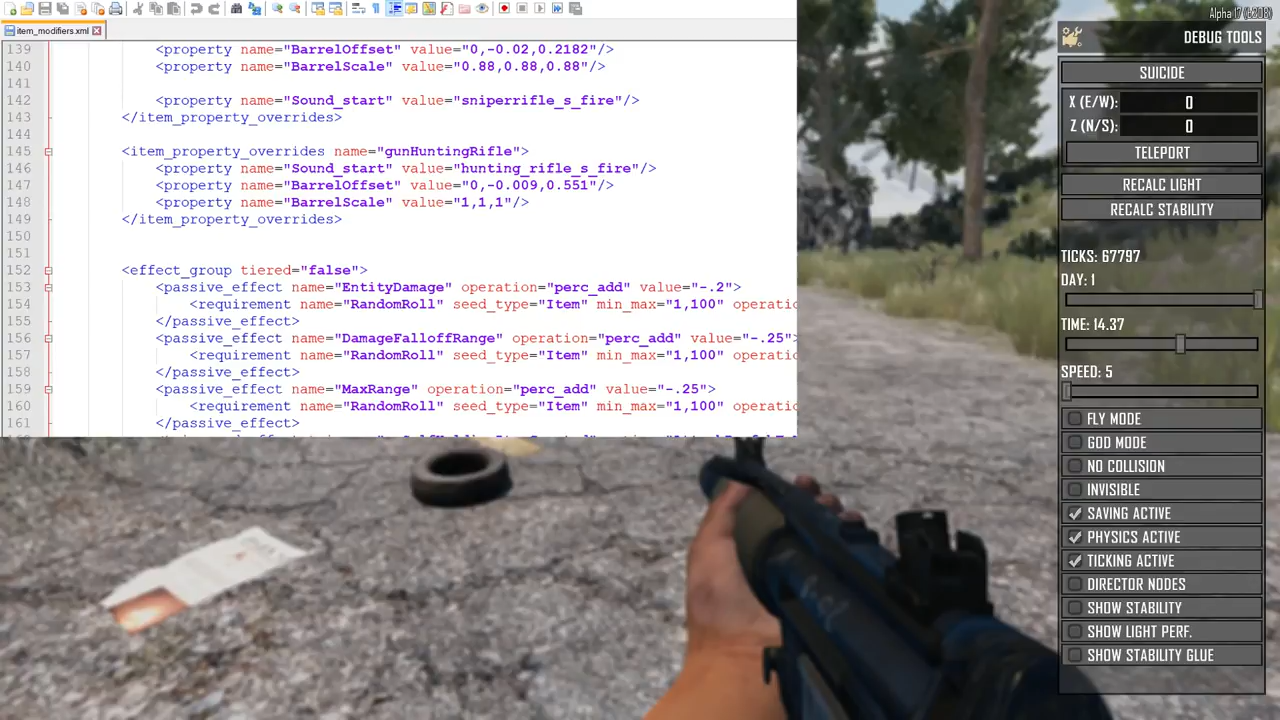 item_modifiers.xml
139 <property name="BarrelOffset" value="0,-0.02,0.2182"/>
140 <property name="BarrelScale" value="0.88,0.88,0.88"/>
141
142 <property name="Sound_start" value="sniperrifle_s_fire"/>
143 </item_property_overrides>
144
145 <item_property_overrides name="gunHuntingRifle">
146 <property name="Sound_start" value="hunting_rifle_s_fire"/>
147 <property name="BarrelOffset" value="0,-0.009,0.551"/>
148 <property name="BarrelScale" value="1,1,1"/>
149 </item_property_overrides>
150
151
152 <effect_group tiered="false">
153 <passive_effect name="EntityDamage" operation="perc_add" value="-.2">
154 <requirement name="RandomRoll" seed_type="Item" min_max="1,100" operatio
155 </passive_effect>
156 <passive_effect name="DamageFalloffRange" operation="perc_add" value="-.25"
157 <requirement name="RandomRoll" seed_type="Item" min_max="1,100" operatio
158 </passive_effect>
159 <passive_effect name="MaxRange" operation="perc_add" value="-.25">
160 <requirement name="RandomRoll" seed_type="Item" min_max="1,100" operatio
161 </passive_effect>
Alpha 17 (b208)
DEBUG TOOLS
SUICIDE
X (E/W): 0
Z (N/S): 0
TELEPORT
RECALC LIGHT
RECALC STABILITY
TICKS: 67797
DAY: 1
TIME: 14.37
SPEED: 5
FLY MODE
GOD MODE
NO COLLISION
INVISIBLE
SAVING ACTIVE
PHYSICS ACTIVE
TICKING ACTIVE
DIRECTOR NODES
SHOW STABILITY
SHOW LIGHT PERF.
SHOW STABILITY GLUE